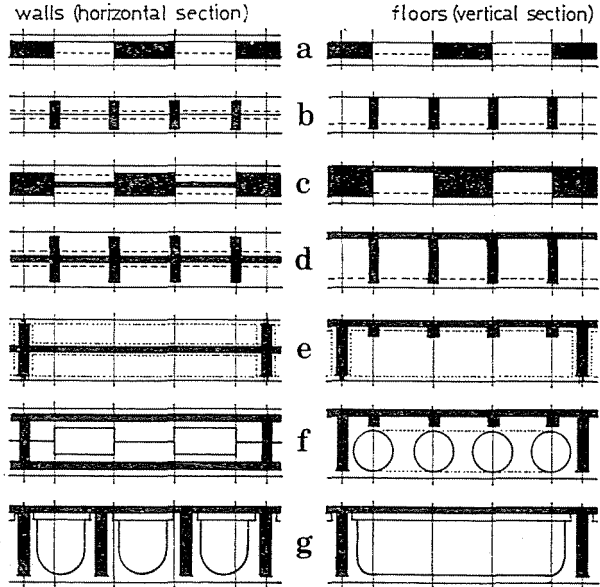 walls (horizontal section)
floors (vertical section)
a
b
c
d
e
f
g